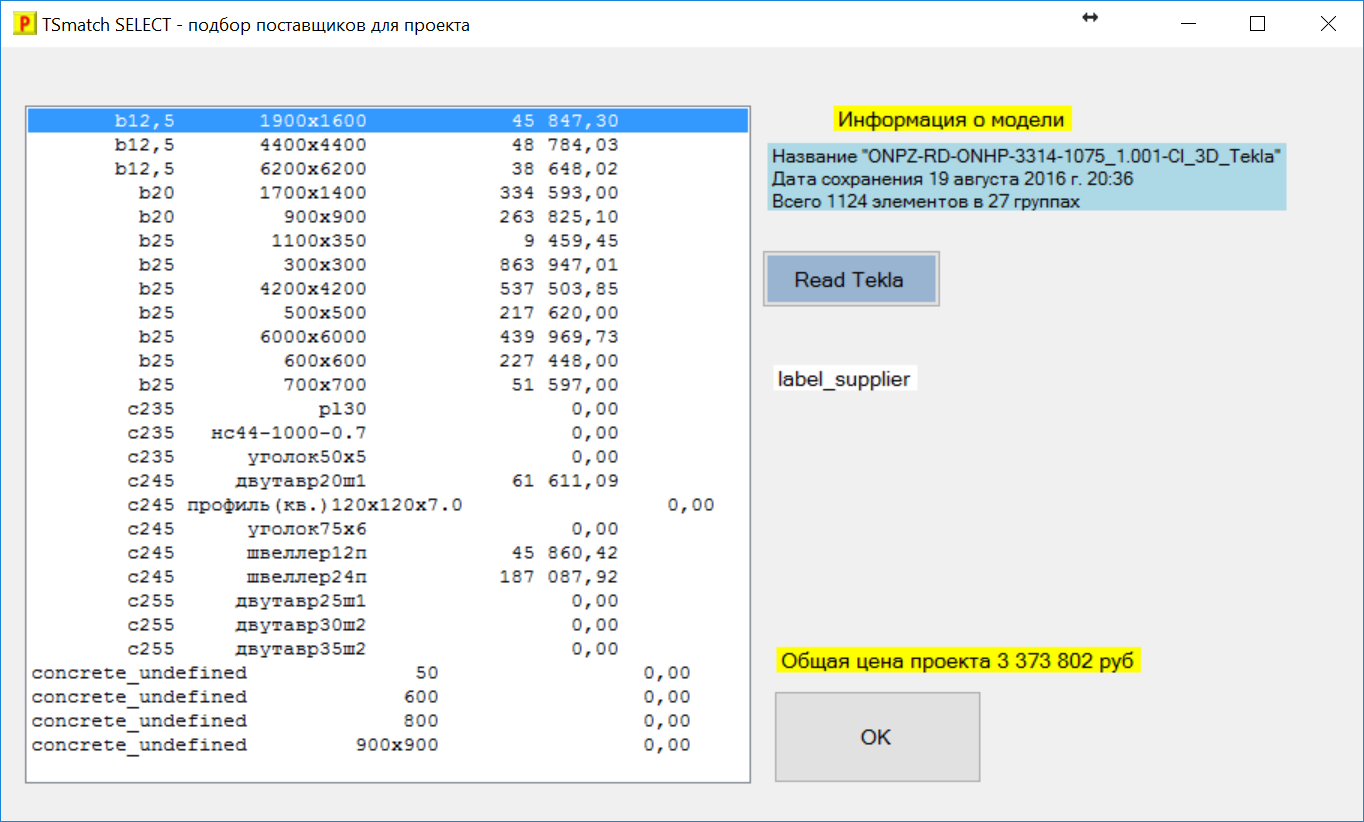 P TSmatch SELECT - подбор поставщиков для проекта
b12,5 1900x1600 45 847,30
b12,5 4400x4400 48 784,03
b12,5 6200x6200 38 648,02
b20 1700x1400 334 593,00
b20 900x900 263 825,10
b25 1100x350 9 459,45
b25 300x300 863 947,01
b25 4200x4200 537 503,85
b25 500x500 217 620,00
b25 6000x6000 439 969,73
b25 600x600 227 448,00
b25 700x700 51 597,00
c235 pl30 0,00
c235 нс44-1000-0.7 0,00
c235 уголок50x5 0,00
c245 двутавр20ш1 61 611,09
c245 профиль(кв.)120x120x7.0 0,00
c245 уголок75x6 0,00
c245 швеллер12п 45 860,42
c245 швеллер24п 187 087,92
c255 двутавр25ш1 0,00
c255 двутавр30ш2 0,00
c255 двутавр35ш2 0,00
concrete_undefined 50 0,00
concrete_undefined 600 0,00
concrete_undefined 800 0,00
concrete_undefined 900x900 0,00
Информация о модели
Название "ONPZ-RD-ONHP-3314-1075_1.001-CI_3D_Tekla"
Дата сохранения 19 августа 2016 г. 20:36
Всего 1124 элементов в 27 группах
Read Tekla
label_supplier
Общая цена проекта 3 373 802 руб
OK